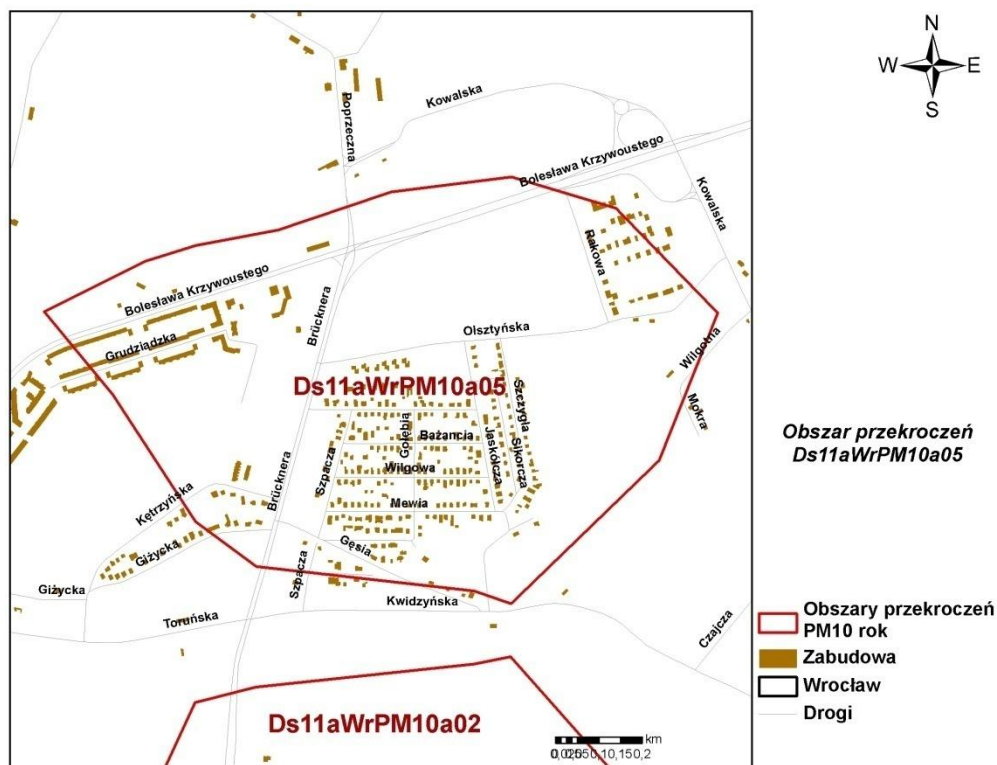 N
W
E
S
Poprzeczna
Kowalska
Bolesława Krzywoustego
Kowalska
Rakowa
Bolesława Krzywoustego
Grudziądzka
Brücknera
Olsztyńska
Wilgotna
Mokra
Ds11aWrPM10a05
Szczygla
Gołębia
Bażancia
Jaskółcza
Sikorcza
Szpacza
Wilgowa
Mewia
Brücknera
Kętrzyńska
Giżycka
Gęsia
Szpacza
Giżycka
Kwidzyńska
Toruńska
Czajcza
Ds11aWrPM10a02
km
Obszar przekroczeń
Ds11aWrPM10a05
Obszary przekroczeń
PM10 rok
Zabudowa
Wrocław
Drogi